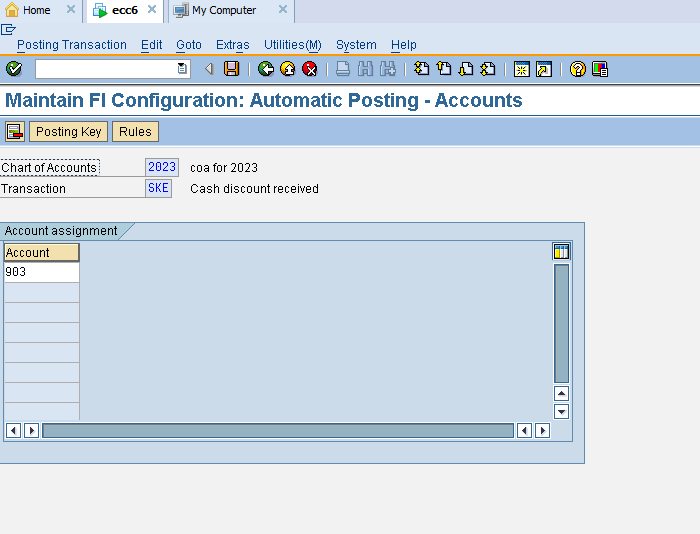 Home ecc6 My Computer
Posting Transaction Edit Goto Extras Utilities(M) System Help
Maintain FI Configuration: Automatic Posting - Accounts
Posting Key Rules
Chart of Accounts 2023 coa for 2023
Transaction SKE Cash discount received
Account assignment
Account
903